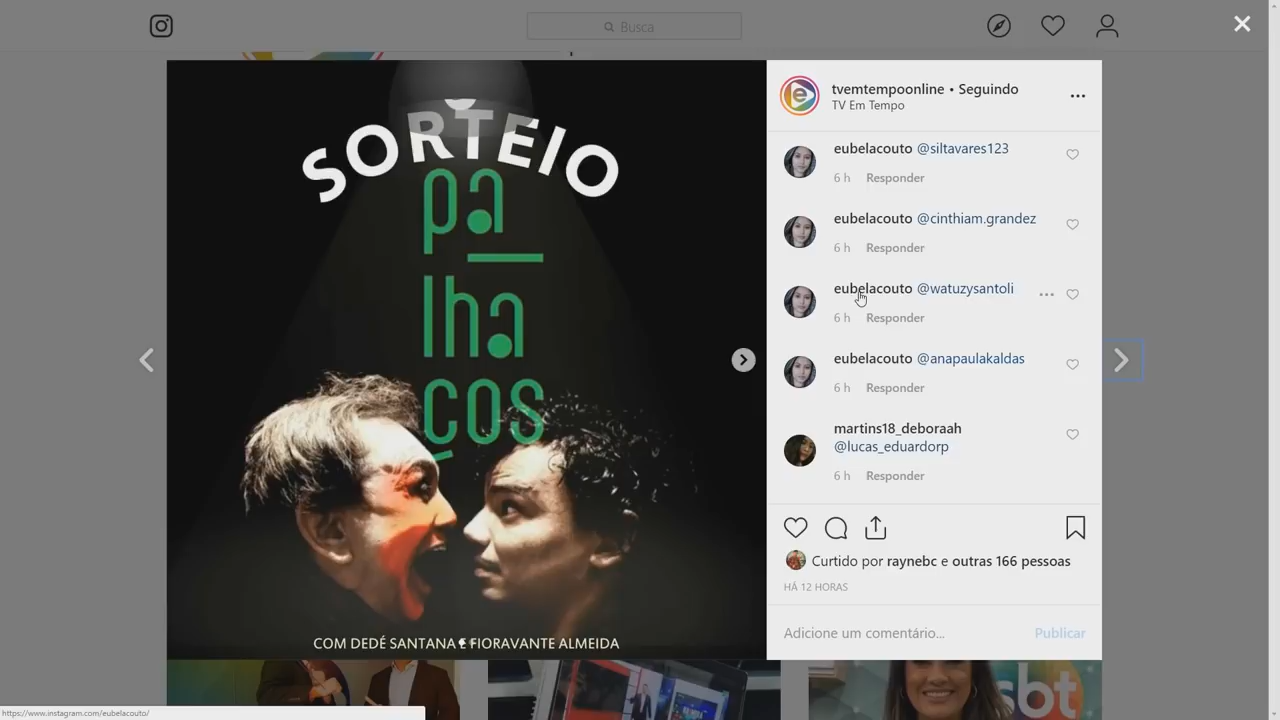 Busca
tvemtempoonline • Seguindo
TV Em Tempo
SORTEIO
pa_
lha
ços
COM DEDÉ SANTANA E FIORAVANTE ALMEIDA
eubelacouto @siltavares123
6 h Responder
eubelacouto @cinthiam.grandez
6 h Responder
eubelacouto @watuzysantoli
6 h Responder
eubelacouto @anapaulakaldas
6 h Responder
martins18_deboraah
@lucas_eduardorp
6 h Responder
Curtido por raynebc e outras 166 pessoas
HÁ 12 HORAS
Adicione um comentário... Publicar
sbt
https://www.instagram.com/eubelacouto/